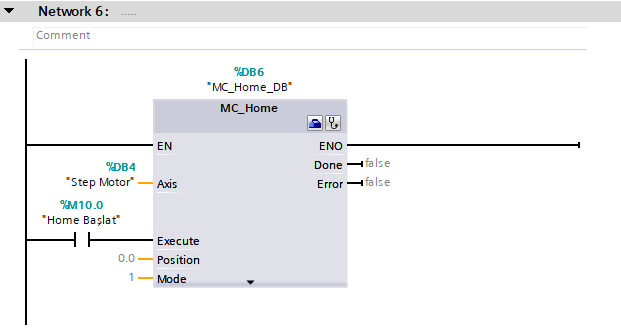 Network 6: .....
Comment
%DB6
"MC_Home_DB"
MC_Home
EN ENO
Done false
%DB4
"Step Motor" Axis Error false
%M10.0
"Home Başlat"
Execute
0.0 Position
1 Mode